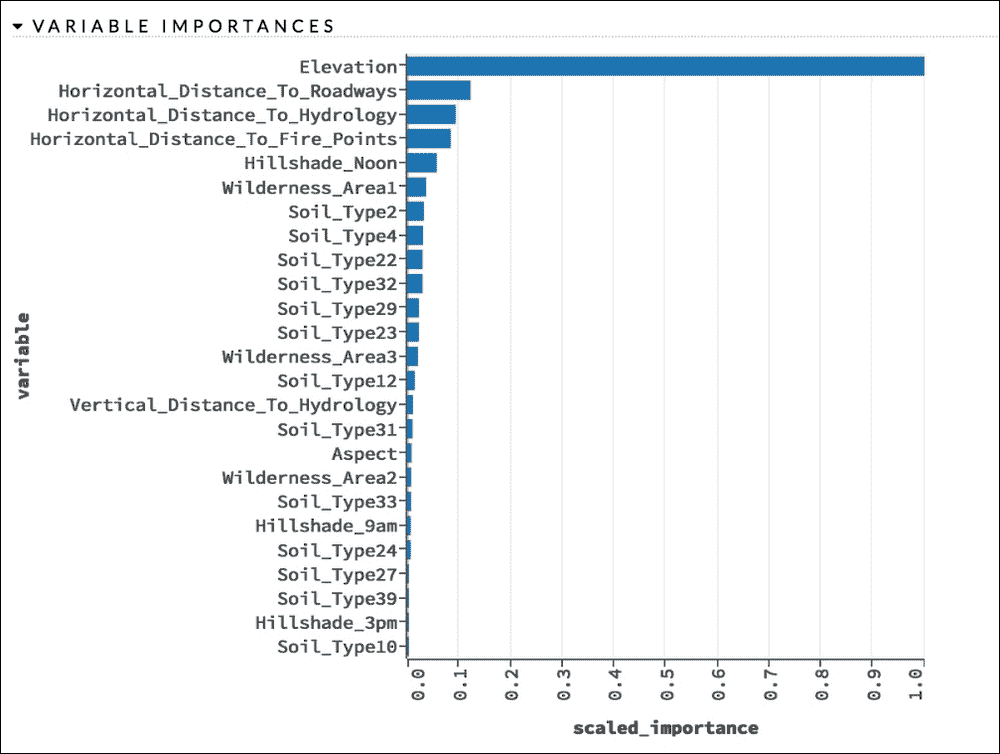 VARIABLE IMPORTANCES
Elevation
Horizontal_Distance_To_Roadways
Horizontal_Distance_To_Hydrology
Horizontal_Distance_To_Fire_Points
Hillshade_Noon
Wilderness_Area1
Soil_Type2
Soil_Type4
Soil_Type22
Soil_Type32
Soil_Type29
Soil_Type23
Wilderness_Area3
Soil_Type12
Vertical_Distance_To_Hydrology
Soil_Type31
Aspect
Wilderness_Area2
Soil_Type33
Hillshade_9am
Soil_Type24
Soil_Type27
Soil_Type39
Hillshade_3pm
Soil_Type10
variable
0.0 0.1 0.2 0.3 0.4 0.5 0.6 0.7 0.8 0.9 1.0
scaled_importance